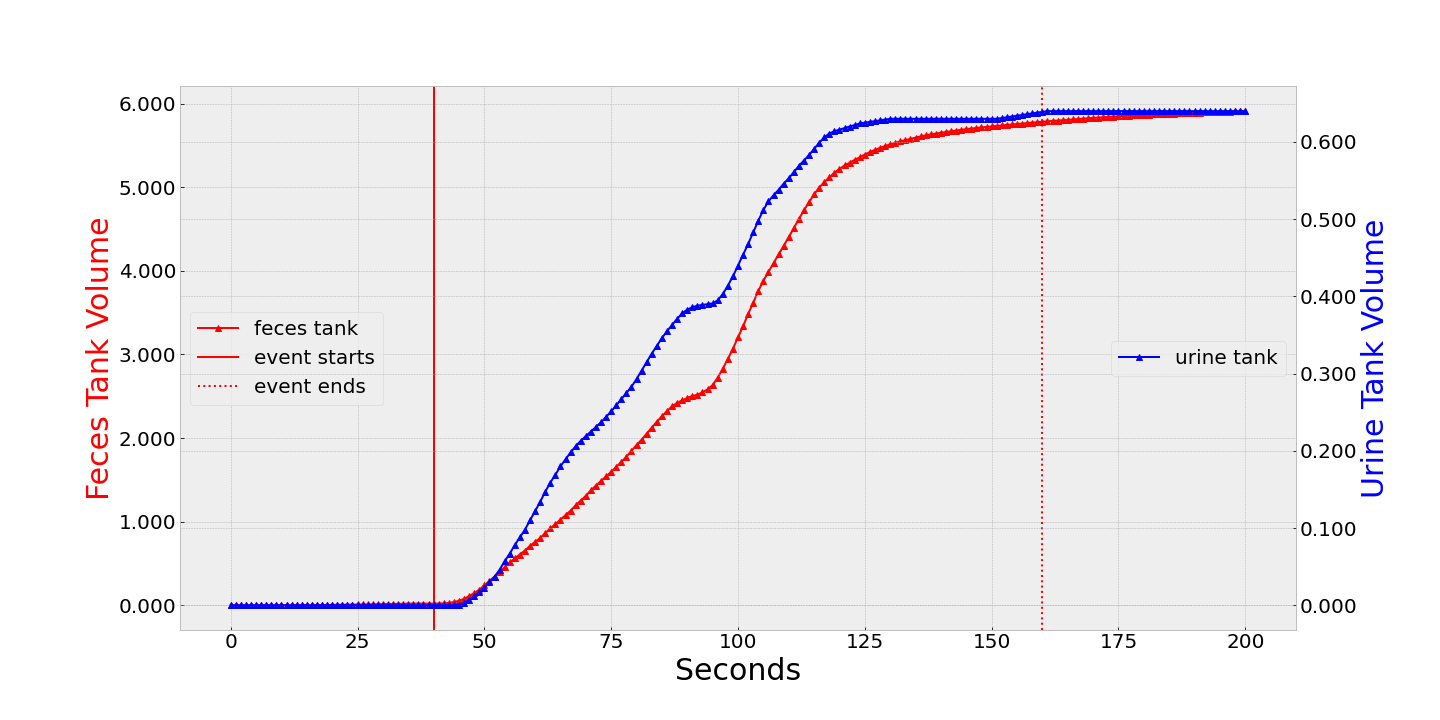 6.000
5.000
4.000
3.000
2.000
1.000
0.000
Feces Tank Volume
feces tank
event starts
event ends
urine tank
0.600
0.500
0.400
0.300
0.200
0.100
0.000
Urine Tank Volume
0 25 50 75 100 125 150 175 200
Seconds